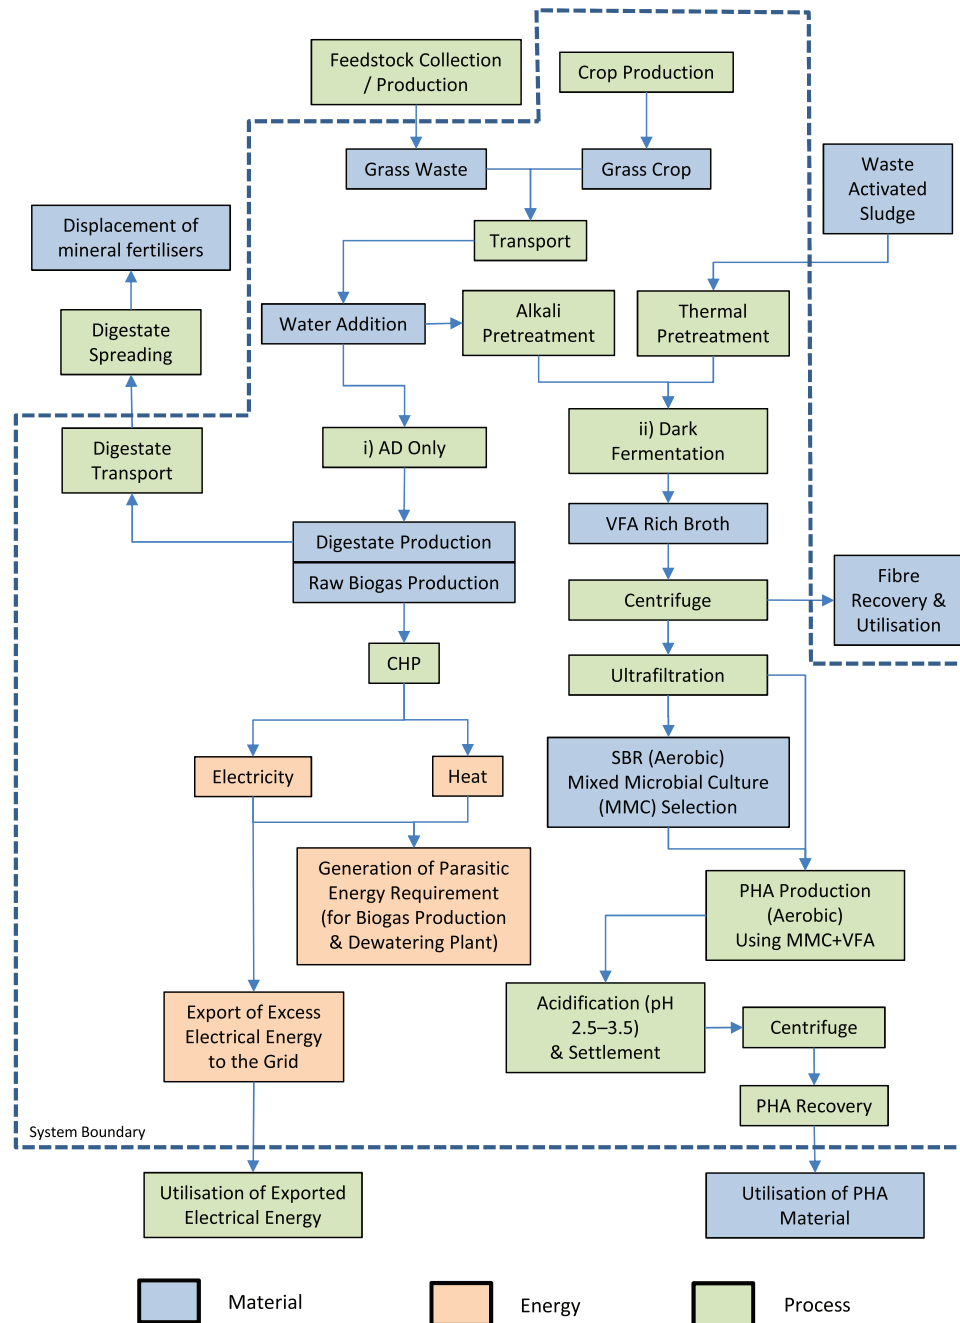 Feedstock Collection
/ Production
Crop Production
Grass Waste
Grass Crop
Waste
Activated
Sludge
Displacement of
mineral fertilisers
Transport
Water Addition
Alkali
Pretreatment
Thermal
Pretreatment
Digestate
Spreading
Digestate
Transport
i) AD Only
ii) Dark
Fermentation
VFA Rich Broth
Digestate Production
Raw Biogas Production
Centrifuge
Fibre
Recovery &
Utilisation
CHP
Ultrafiltration
Electricity
Heat
SBR (Aerobic)
Mixed Microbial Culture
(MMC) Selection
Generation of Parasitic
Energy Requirement
(for Biogas Production
& Dewatering Plant)
PHA Production
(Aerobic)
Using MMC+VFA
Export of Excess
Electrical Energy
to the Grid
Acidification (pH
2.5–3.5)
& Settlement
Centrifuge
PHA Recovery
System Boundary
Utilisation of Exported
Electrical Energy
Utilisation of PHA
Material
Material
Energy
Process